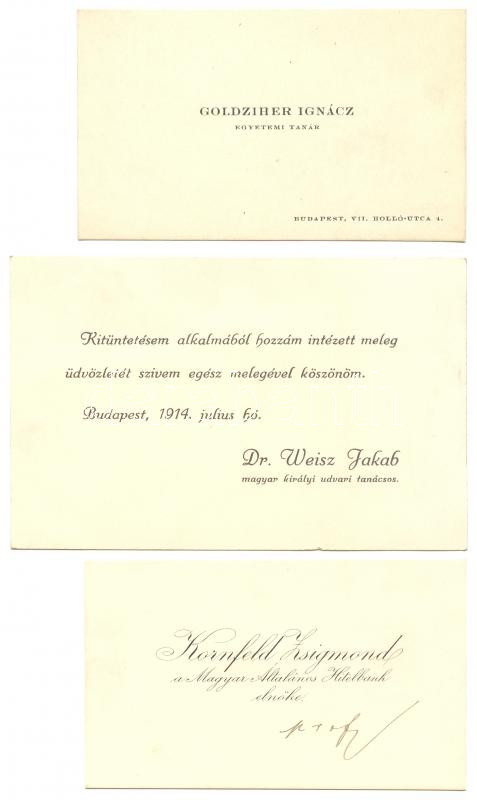 GOLDZIHER IGNÁCZ
EGYETEMI TANÁR
BUDAPEST, VII. HOLLÓ-UTCA 4.
Kitüntetésem alkalmából hozzám intézett meleg
üdvözletét szivem egész melegével köszönöm.
Budapest, 1914. julius hó.
Dr. Weisz Jakab
magyar királyi udvari tanácsos.
Kornfeld Zsigmond
a Magyar Általános Hitelbank
elnöke.